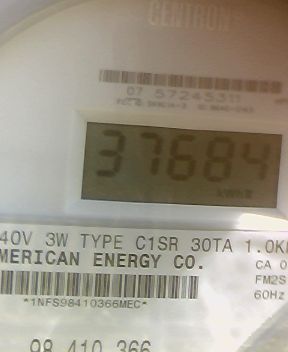 CENTRON
07 57245311
37684
40V 3W TYPE C1SR 30TA 1.0K
MERICAN ENERGY CO.
CA 0
FM2S
60Hz
*1NFS98410366MEC*
98 410 366